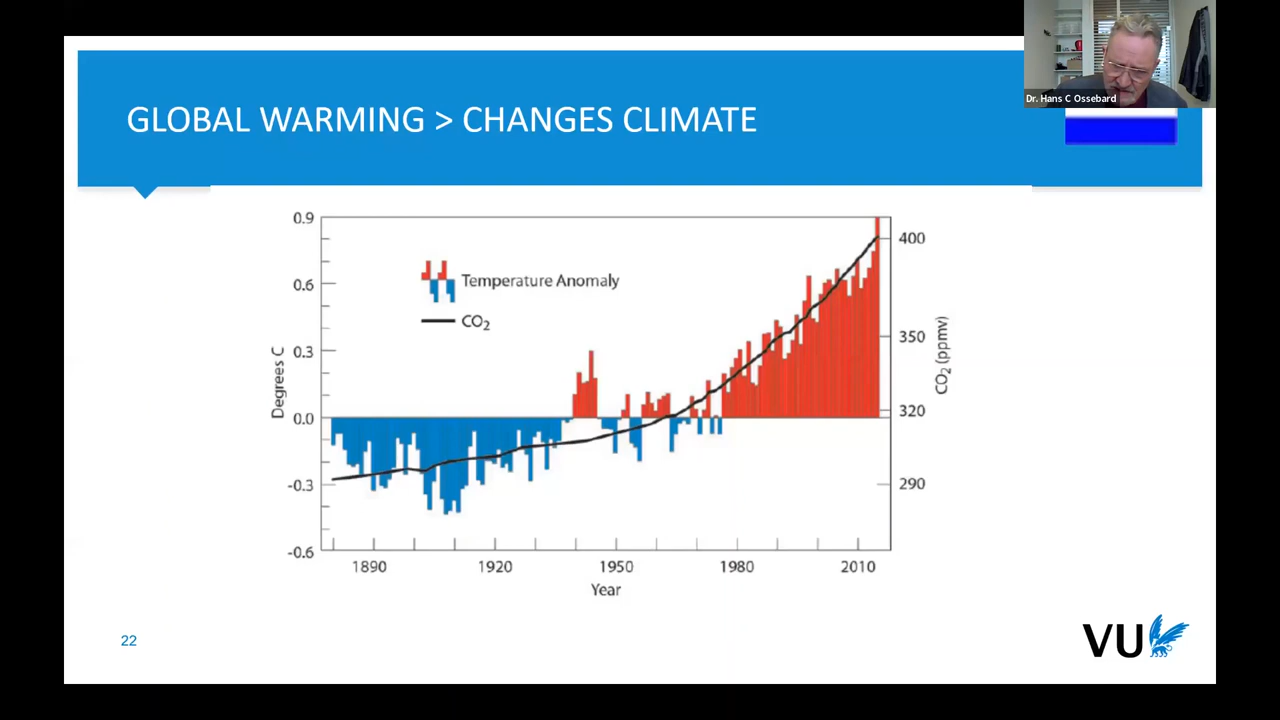 Dr. Hans C Ossebard
GLOBAL WARMING > CHANGES CLIMATE
0.9
0.6
0.3
0.0
-0.3
-0.6
Degrees C
Temperature Anomaly
CO2
400
350
320
290
CO2 (ppmv)
1890
1920
1950
1980
2010
Year
22
VU